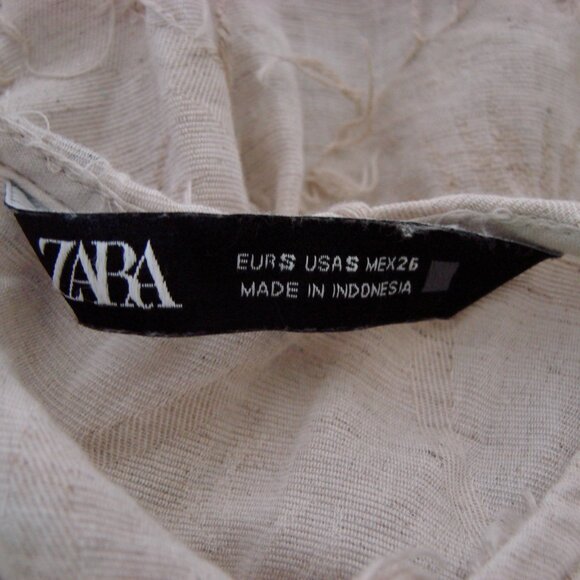 ZARA
EUR S USA S MEX 26
MADE IN INDONESIA